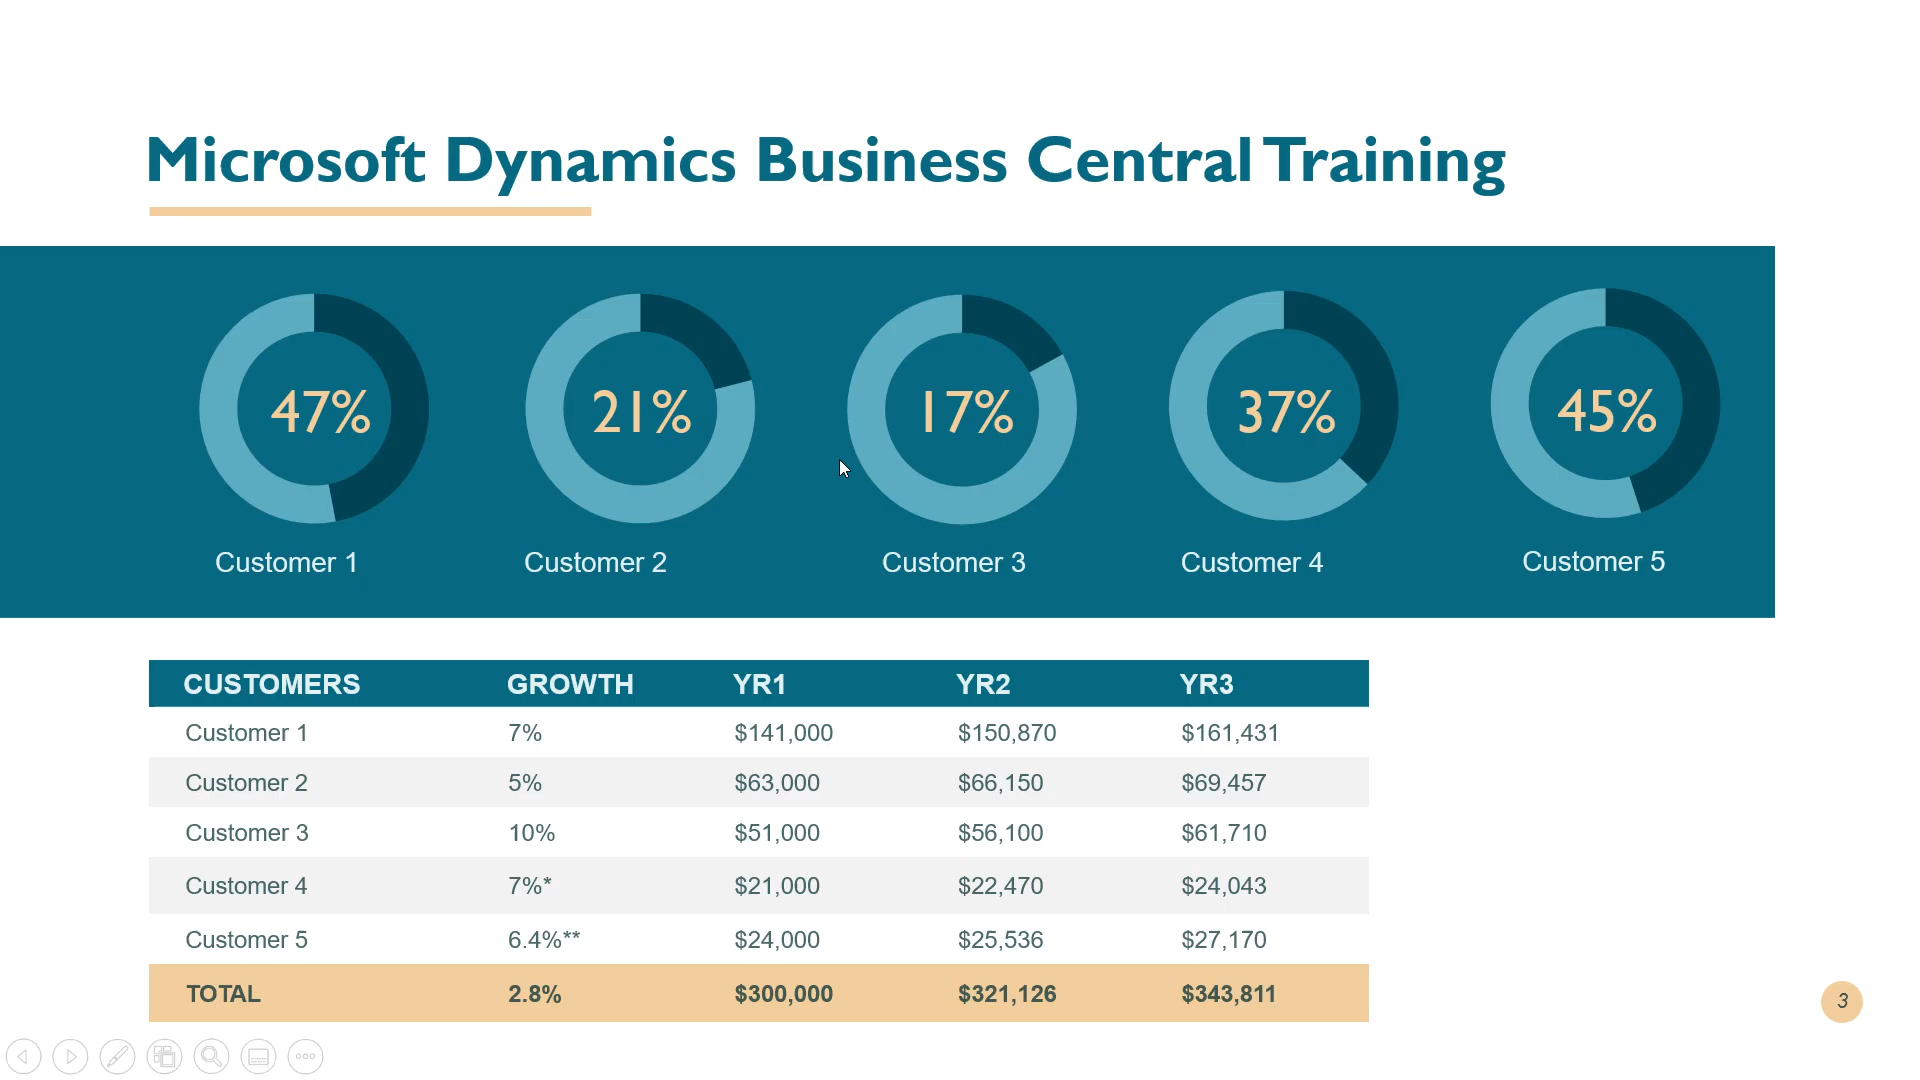 Microsoft Dynamics Business Central Training
47% 21% 17% 37% 45%
Customer 1 Customer 2 Customer 3 Customer 4 Customer 5
CUSTOMERS GROWTH YR1 YR2 YR3
Customer 1 7% $141,000 $150,870 $161,431
Customer 2 5% $63,000 $66,150 $69,457
Customer 3 10% $51,000 $56,100 $61,710
Customer 4 7%* $21,000 $22,470 $24,043
Customer 5 6.4%** $24,000 $25,536 $27,170
TOTAL 2.8% $300,000 $321,126 $343,811
3